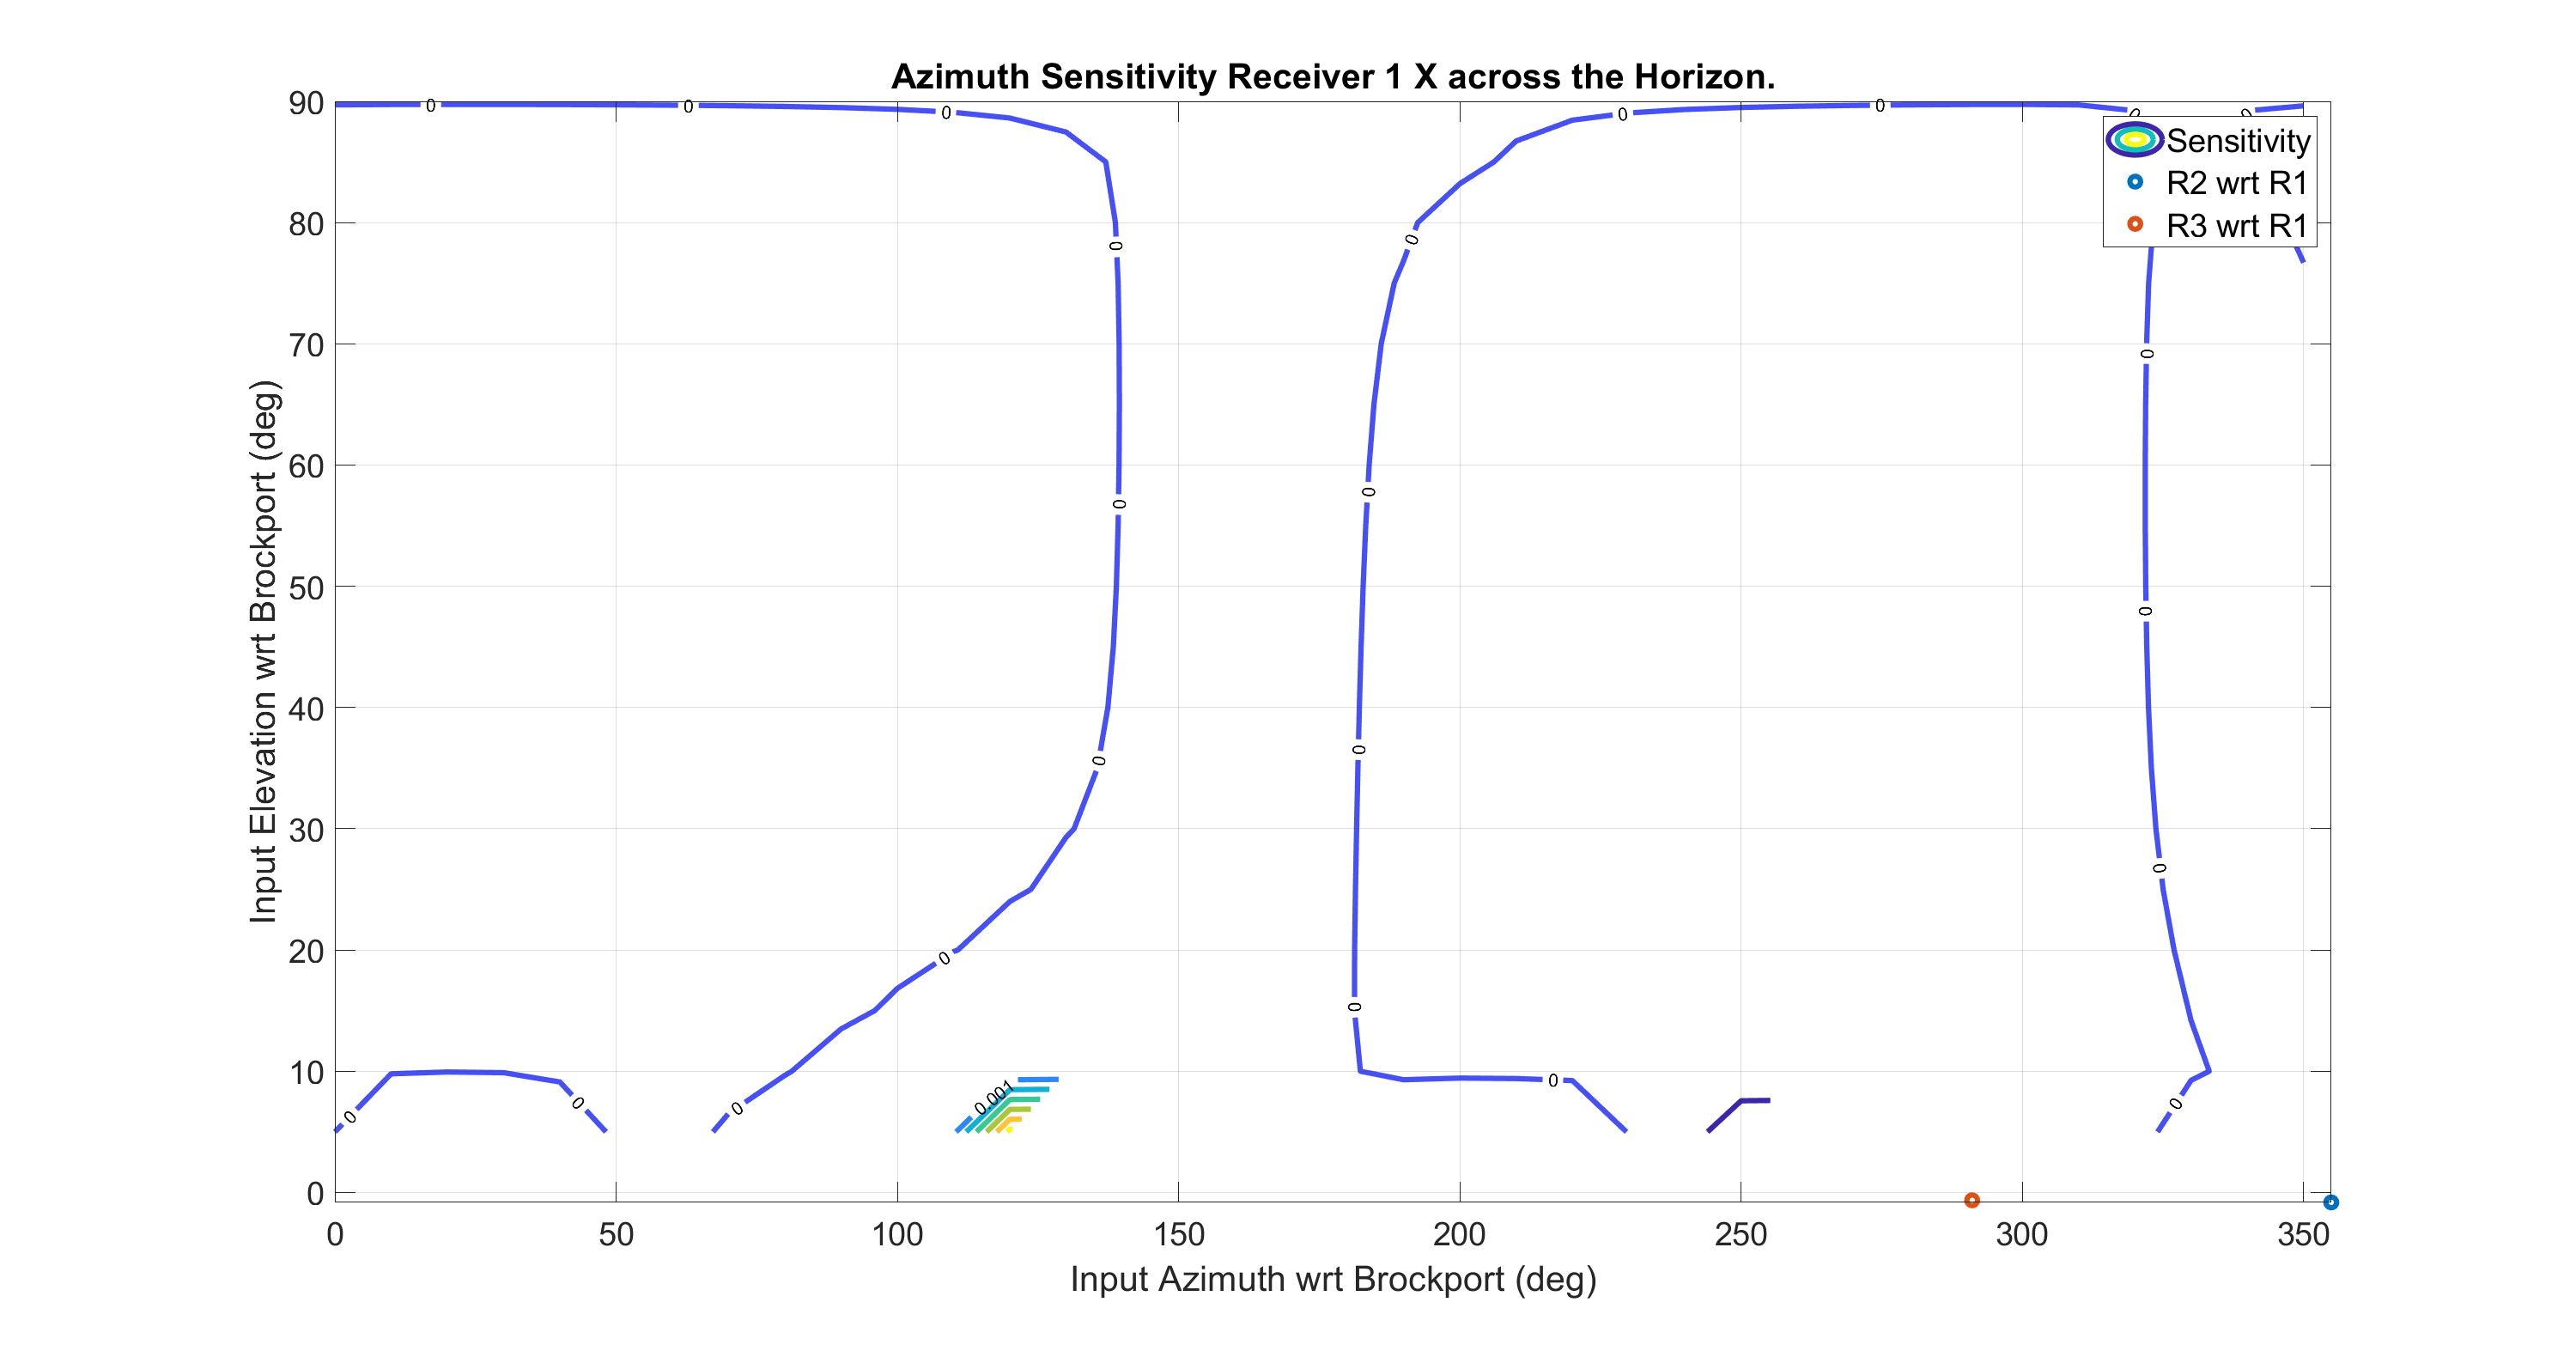 Azimuth Sensitivity Receiver 1 X across the Horizon.
Input Elevation wrt Brockport (deg)
90
80
70
60
50
40
30
20
10
0
0 0 0 0 0 0 0
0 0
0 0
0
0 0
0
0 0
0
0
0
0 0 0 0 0
0.001
Sensitivity
R2 wrt R1
R3 wrt R1
0 50 100 150 200 250 300 350
Input Azimuth wrt Brockport (deg)